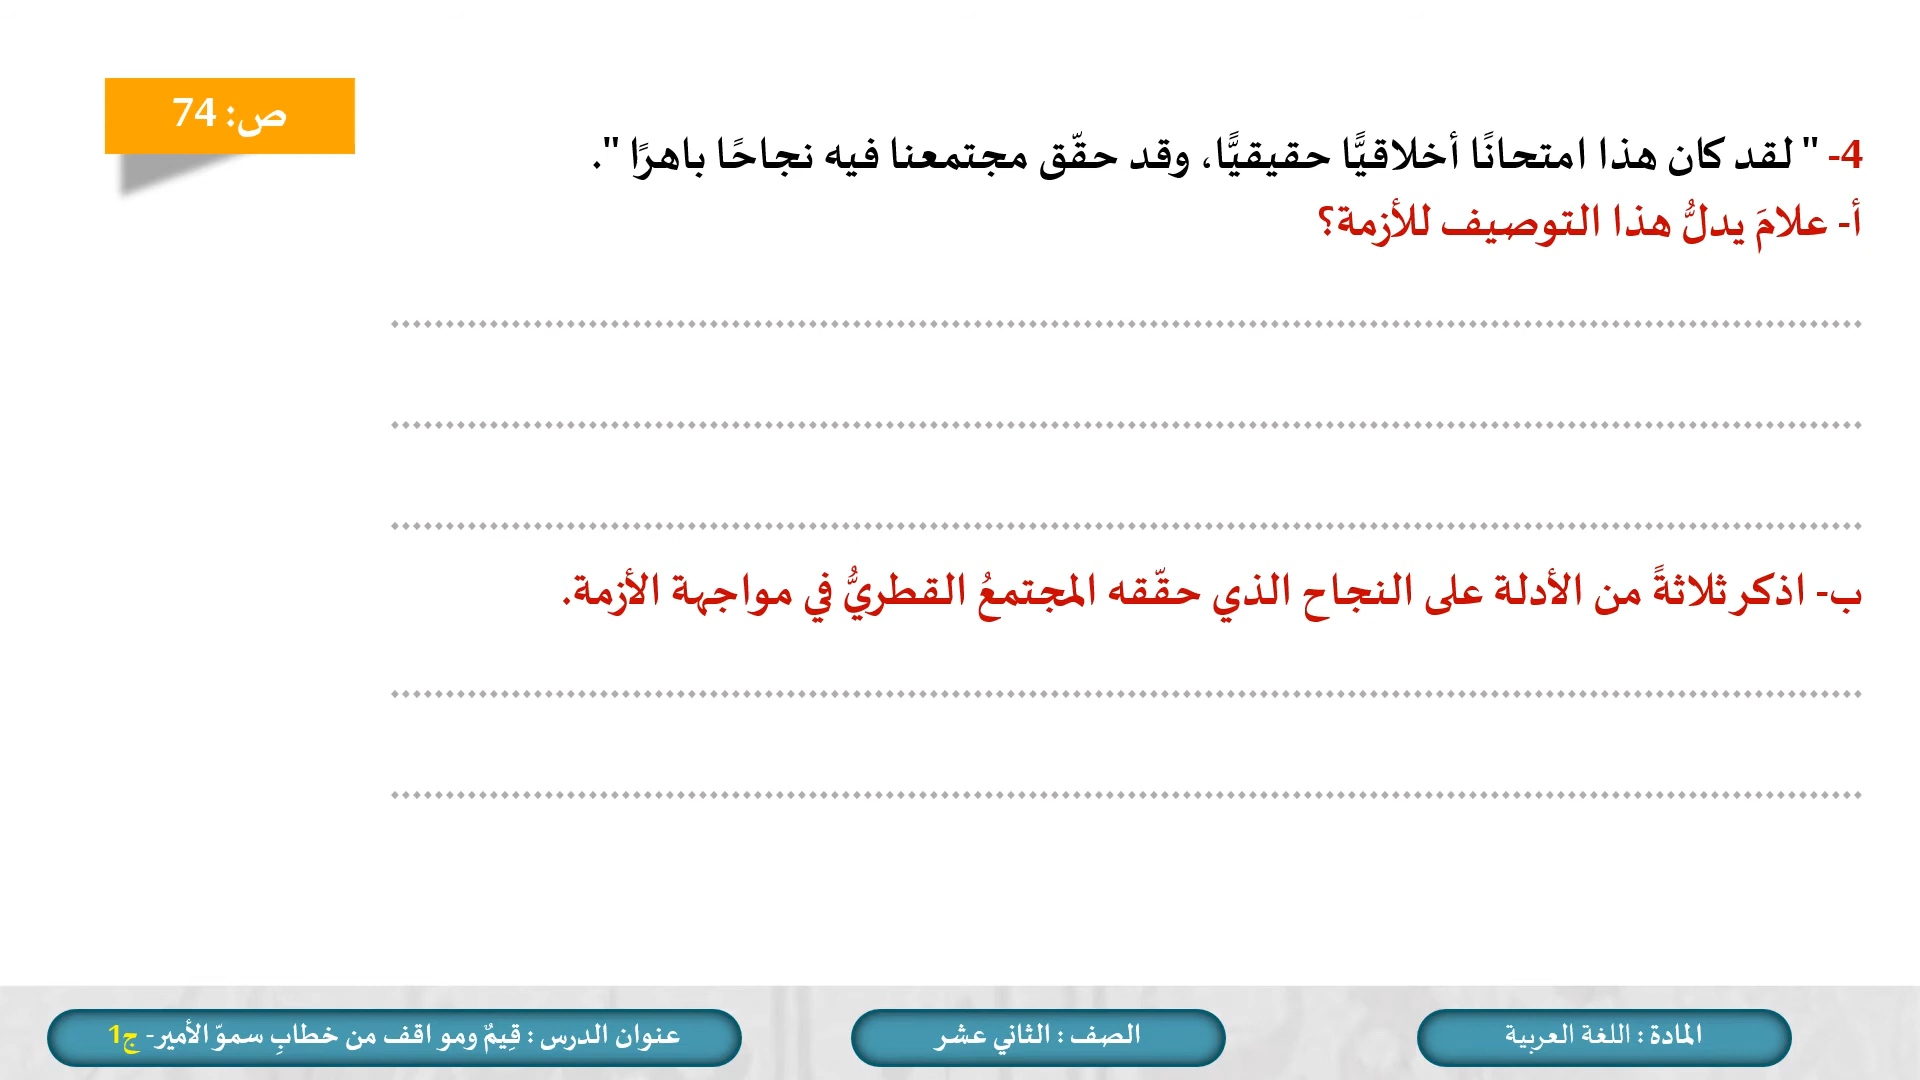 ص: 74
4- " لقد كان هذا امتحانًا أخلاقيًّا حقيقيًّا، وقد حقّق مجتمعنا فيه نجاحًا باهرًا ".
أ- علامَ يدلُّ هذا التوصيف للأزمة؟
ب- اذكر ثلاثةً من الأدلة على النجاح الذي حقّقه المجتمعُ القطريُّ في مواجهة الأزمة.
المادة : اللغة العربية
الصف : الثاني عشر
عنوان الدرس : قِيمٌ ومو اقف من خطابِ سموّ الأمير- ج1